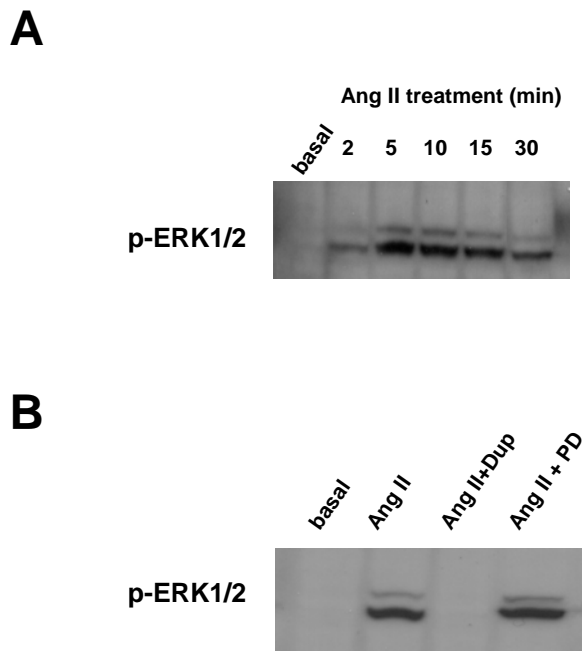 A
Ang II treatment (min)
basal 2 5 10 15 30
p-ERK1/2
B
basal Ang II Ang II+Dup Ang II + PD
p-ERK1/2